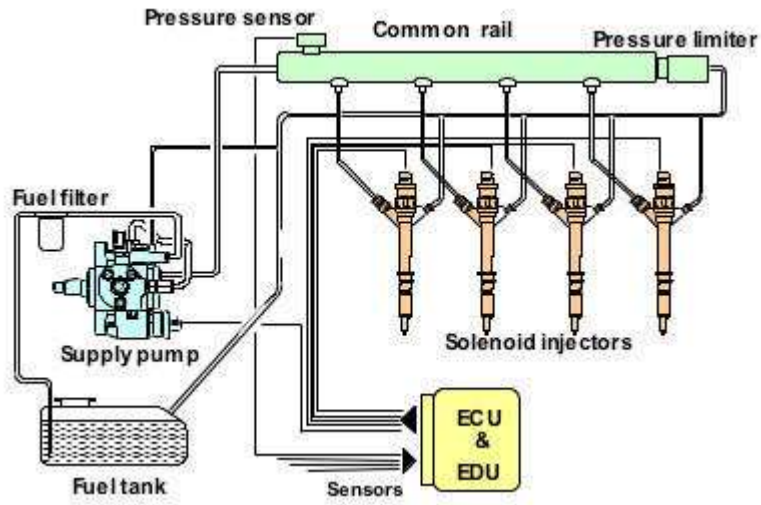 Pressure sensor
Common rail
Pressure limiter
Fuel filter
Supply pump
Solenoid injectors
ECU
&
EDU
Fuel tank
Sensors